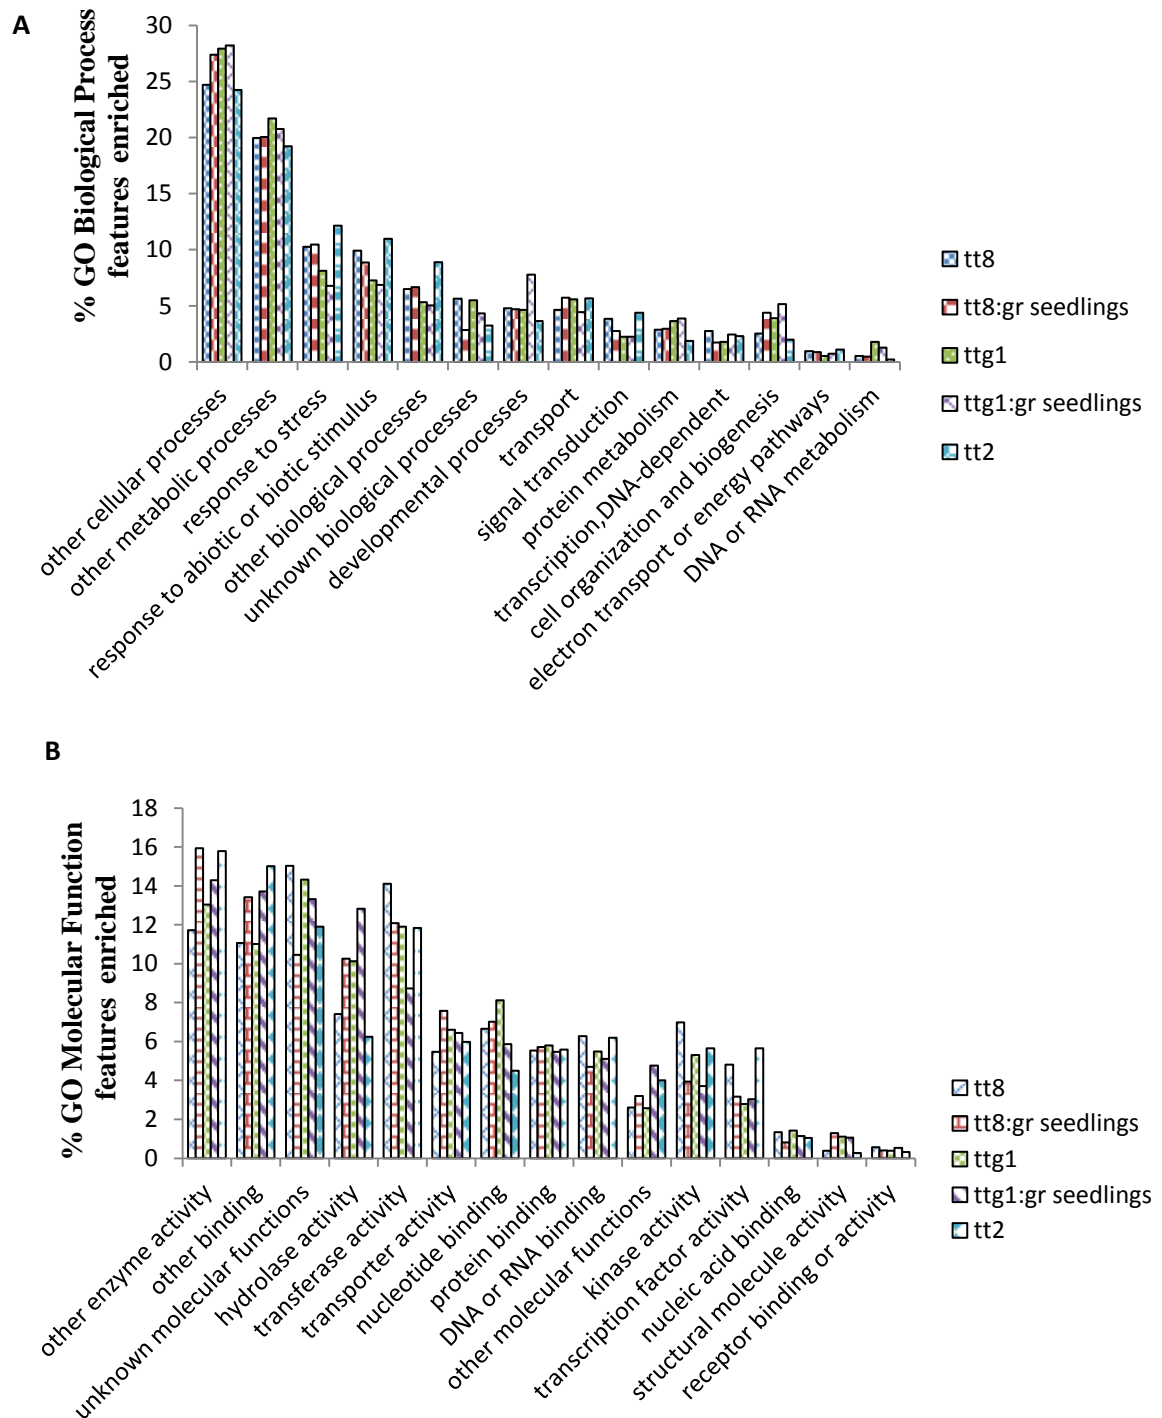 A
% GO Biological Process
features enriched
30
25
20
15
10
5
0
other cellular processes
other metabolic processes
response to stress
response to abiotic or biotic stimulus
other biological processes
unknown biological processes
developmental processes
transport
signal transduction
protein metabolism
transcription,DNA-dependent
cell organization and biogenesis
electron transport or energy pathways
DNA or RNA metabolism
tt8
tt8:gr seedlings
ttg1
ttg1:gr seedlings
tt2
B
% GO Molecular Function
features enriched
18
16
14
12
10
8
6
4
2
0
other enzyme activity
other binding
unknown molecular functions
hydrolase activity
transferase activity
transporter activity
nucleotide binding
protein binding
DNA or RNA binding
other molecular functions
kinase activity
transcription factor activity
nucleic acid binding
structural molecule activity
receptor binding or activity
tt8
tt8:gr seedlings
ttg1
ttg1:gr seedlings
tt2